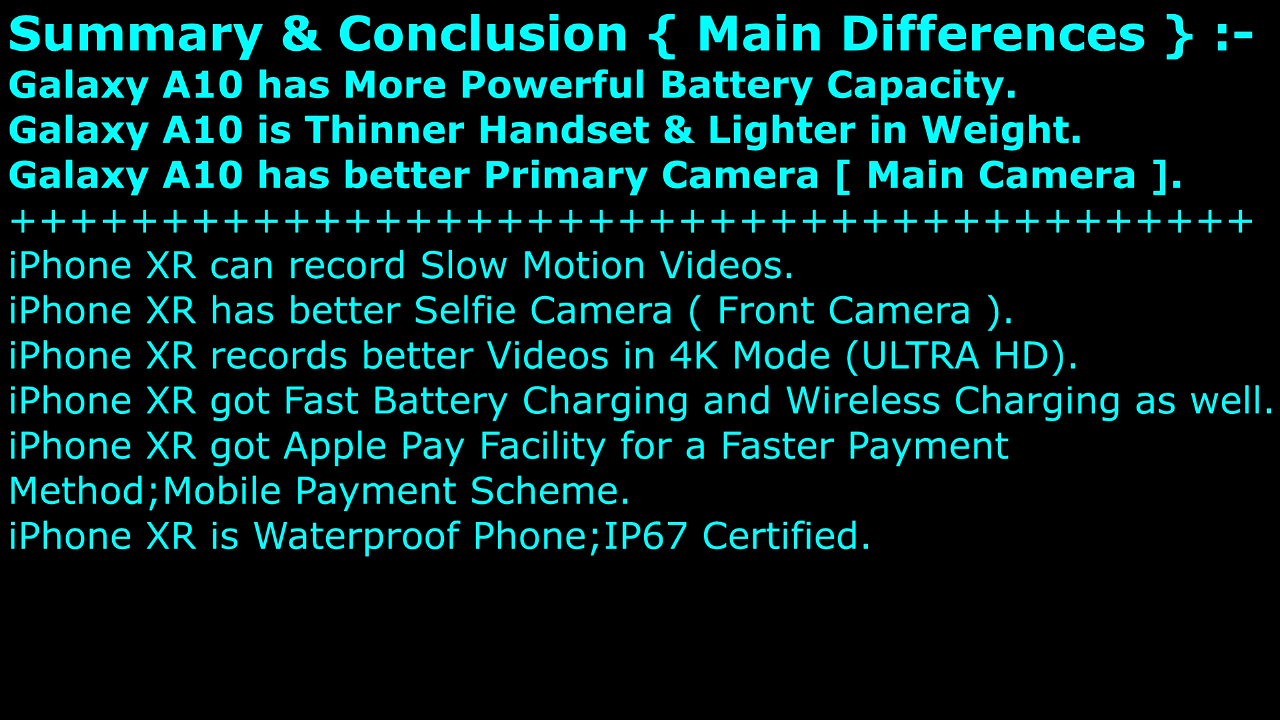 Summary & Conclusion { Main Differences } :-
Galaxy A10 has More Powerful Battery Capacity.
Galaxy A10 is Thinner Handset & Lighter in Weight.
Galaxy A10 has better Primary Camera [ Main Camera ].
+++++++++++++++++++++++++++++++++++++++++
iPhone XR can record Slow Motion Videos.
iPhone XR has better Selfie Camera ( Front Camera ).
iPhone XR records better Videos in 4K Mode (ULTRA HD).
iPhone XR got Fast Battery Charging and Wireless Charging as well.
iPhone XR got Apple Pay Facility for a Faster Payment
Method;Mobile Payment Scheme.
iPhone XR is Waterproof Phone;IP67 Certified.